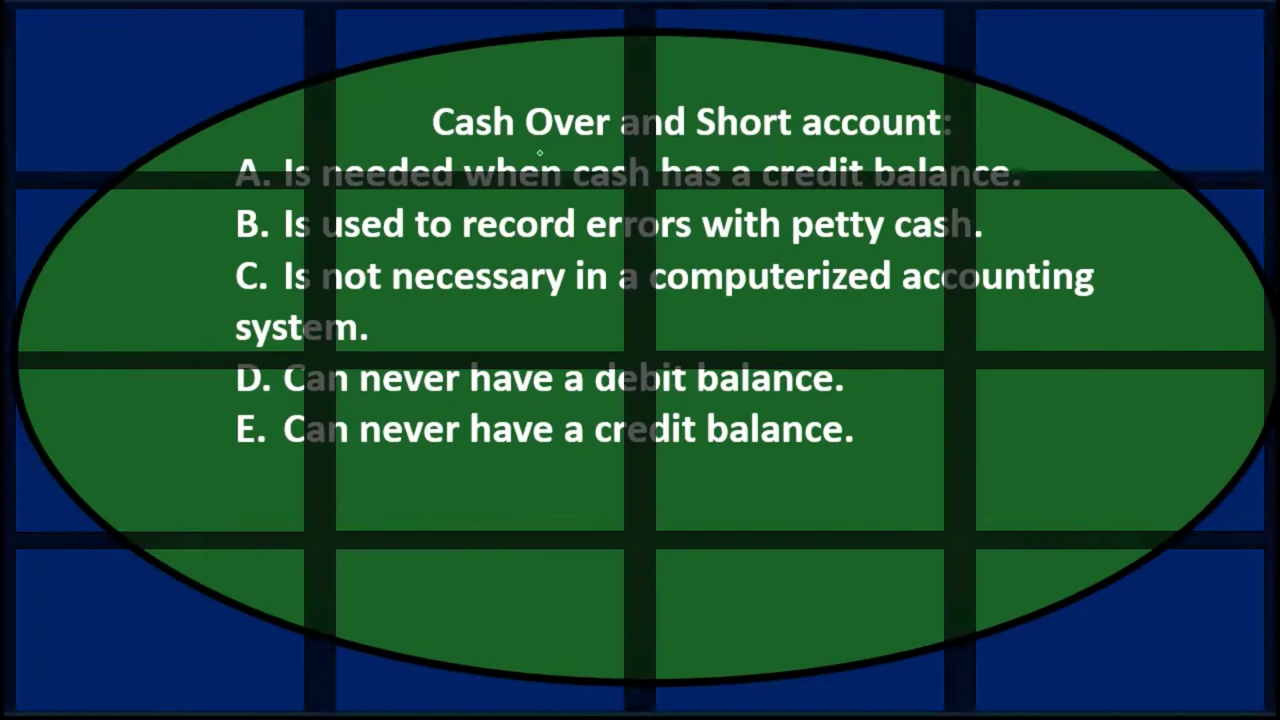 Cash Over and Short account:
A. Is needed when cash has a credit balance.
B. Is used to record errors with petty cash.
C. Is not necessary in a computerized accounting
system.
D. Can never have a debit balance.
E. Can never have a credit balance.